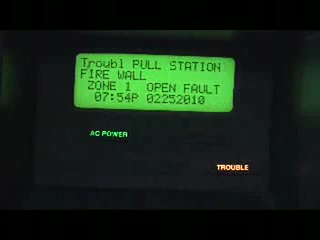 Troubl PULL STATION
FIRE WALL
ZONE 1 OPEN FAULT
07:54P 02252010
AC POWER
TROUBLE